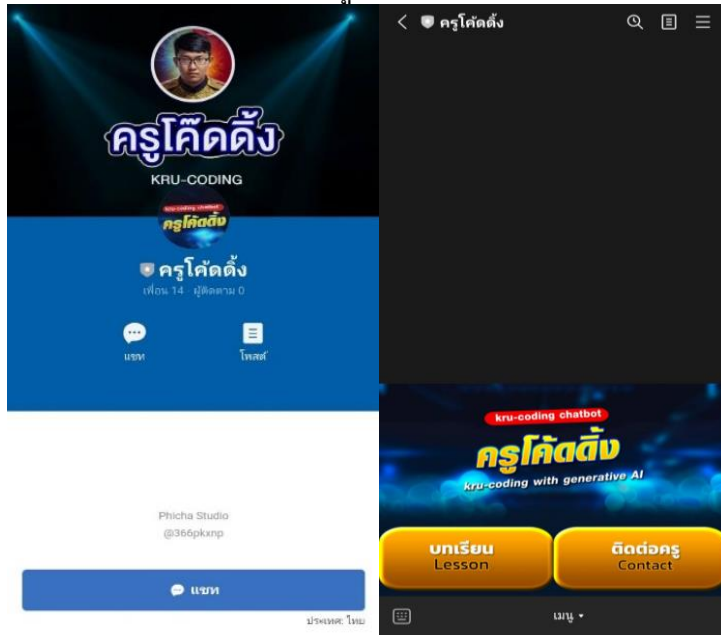 ครูโค๊ดดิ้ง
KRU-CODING
kru-coding chatbot
ครูโค้ดดิ้ง
ครูโค้ดดิ้ง
เพื่อน 14 · ผู้ติดตาม 0
แชท
โพสต์
Phicha Studio
@366pkxnp
แชท
ประเทศ: ไทย
ครูโค้ดดิ้ง
kru-coding chatbot
ครูโค้ดดิ้ง
kru-coding with generative AI
บทเรียน
Lesson
ติดต่อครู
Contact
เมนู